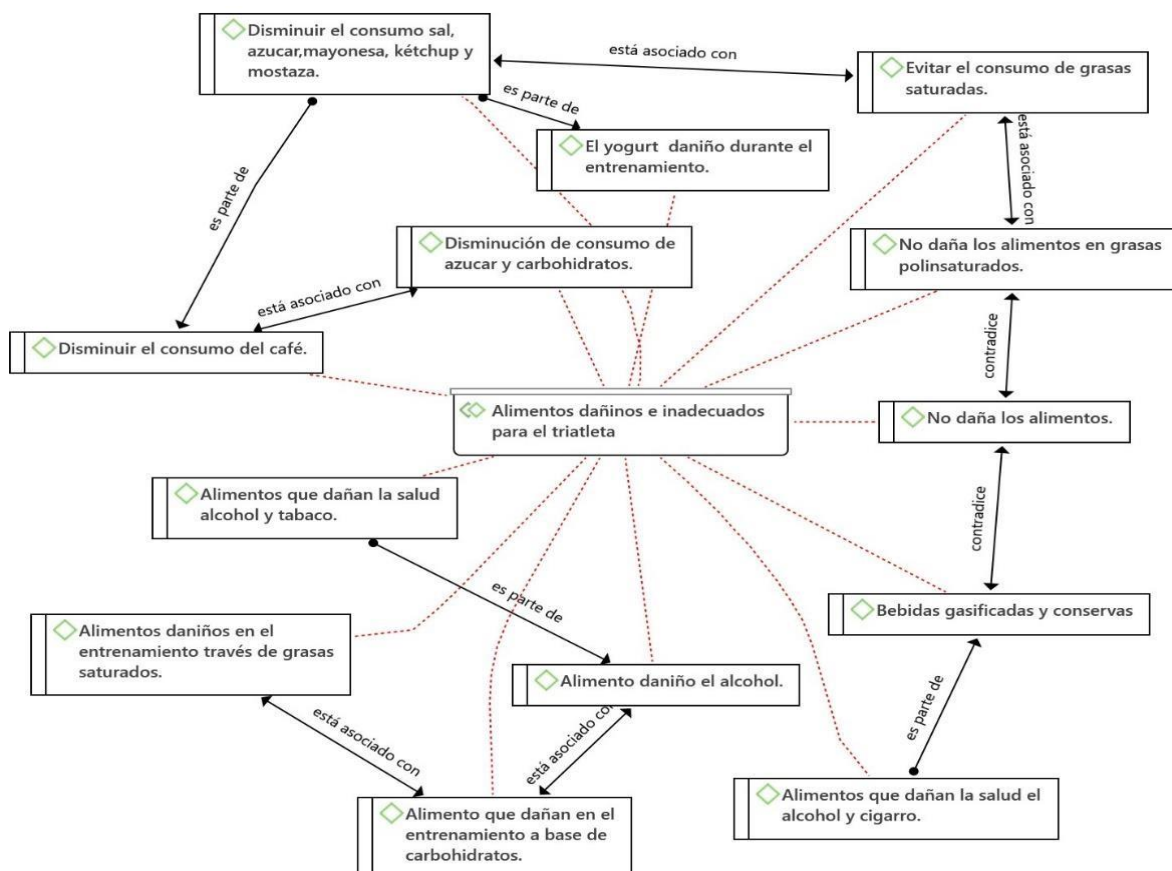 Disminuir el consumo sal,
azucar,mayonesa, kétchup y
mostaza.
está asociado con
Evitar el consumo de grasas
saturadas.
es parte de
El yogurt daniño durante el
entrenamiento.
es parte de
está asociado con
Disminución de consumo de
azucar y carbohidratos.
No daña los alimentos en grasas
polinsaturados.
está asociado con
Disminuir el consumo del café.
contradice
Alimentos dañinos e inadecuados
para el triatleta
No daña los alimentos.
Alimentos que dañan la salud
alcohol y tabaco.
contradice
es parte de
Bebidas gasificadas y conservas
Alimentos daniños en el
entrenamiento través de grasas
saturados.
Alimento daniño el alcohol.
es parte de
está asociado con
está asociado con
Alimento que dañan en el
entrenamiento a base de
carbohidratos.
Alimentos que dañan la salud el
alcohol y cigarro.